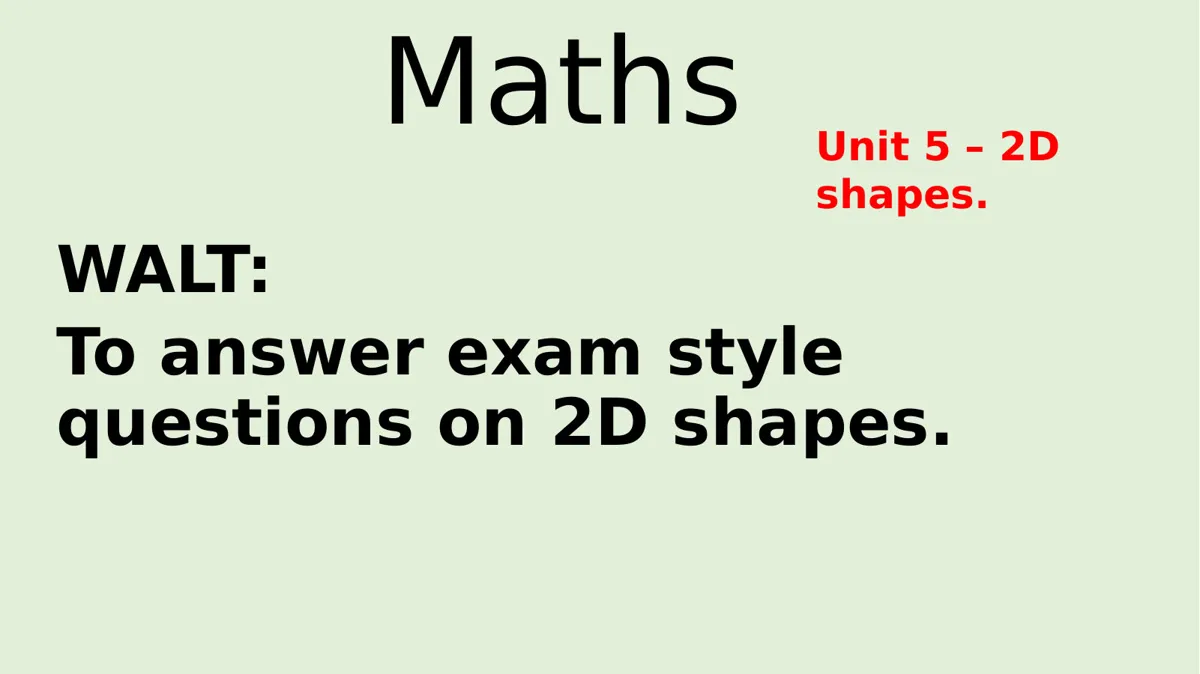 Maths
Unit 5 – 2D
shapes.
WALT:
To answer exam style
questions on 2D shapes.